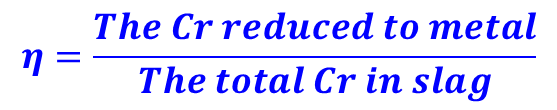 η = The Cr reduced to metal
The total Cr in slag